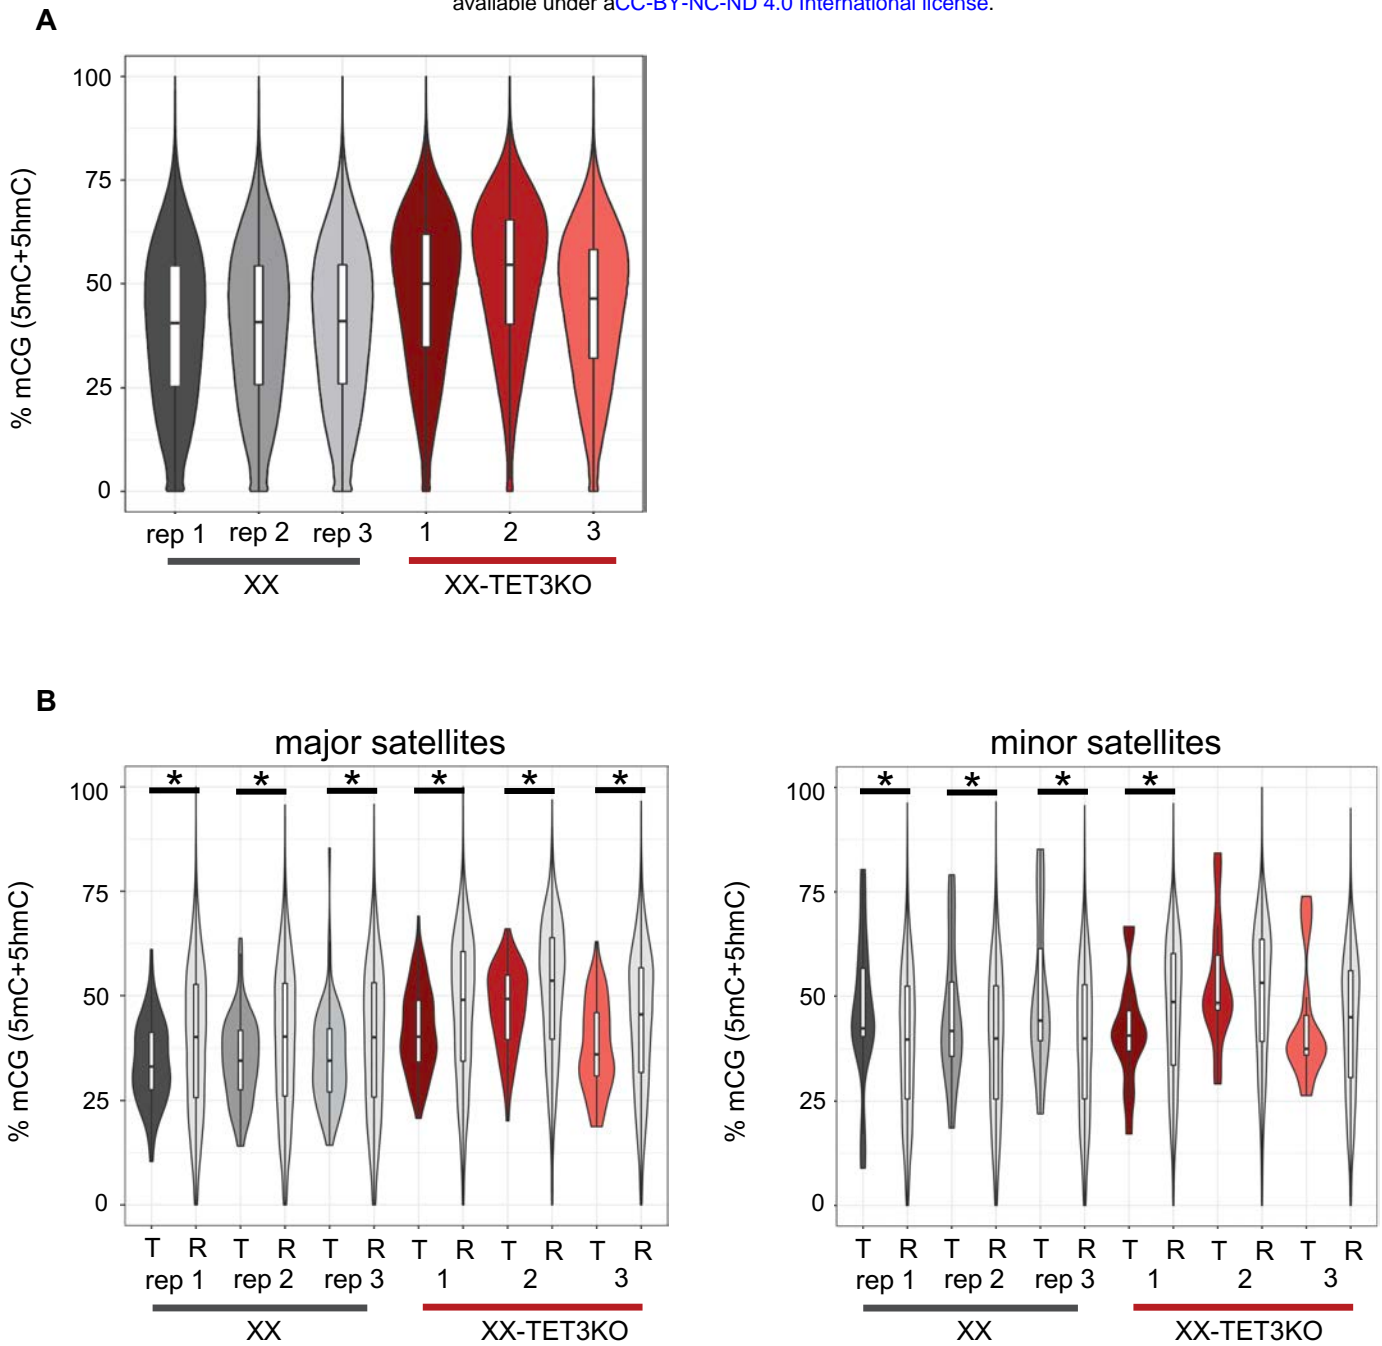 available under aCC-BY-NC-ND 4.0 International license.
A
% mCG (5mC+5hmC)
100
75
50
25
0
rep 1 rep 2 rep 3 1 2 3
XX XX-TET3KO
B
major satellites
* * * * * *
% mCG (5mC+5hmC)
100
75
50
25
0
T R T R T R T R T R T R
rep 1 rep 2 rep 3 1 2 3
XX XX-TET3KO
minor satellites
* * * *
% mCG (5mC+5hmC)
100
75
50
25
0
T R T R T R T R T R T R
rep 1 rep 2 rep 3 1 2 3
XX XX-TET3KO